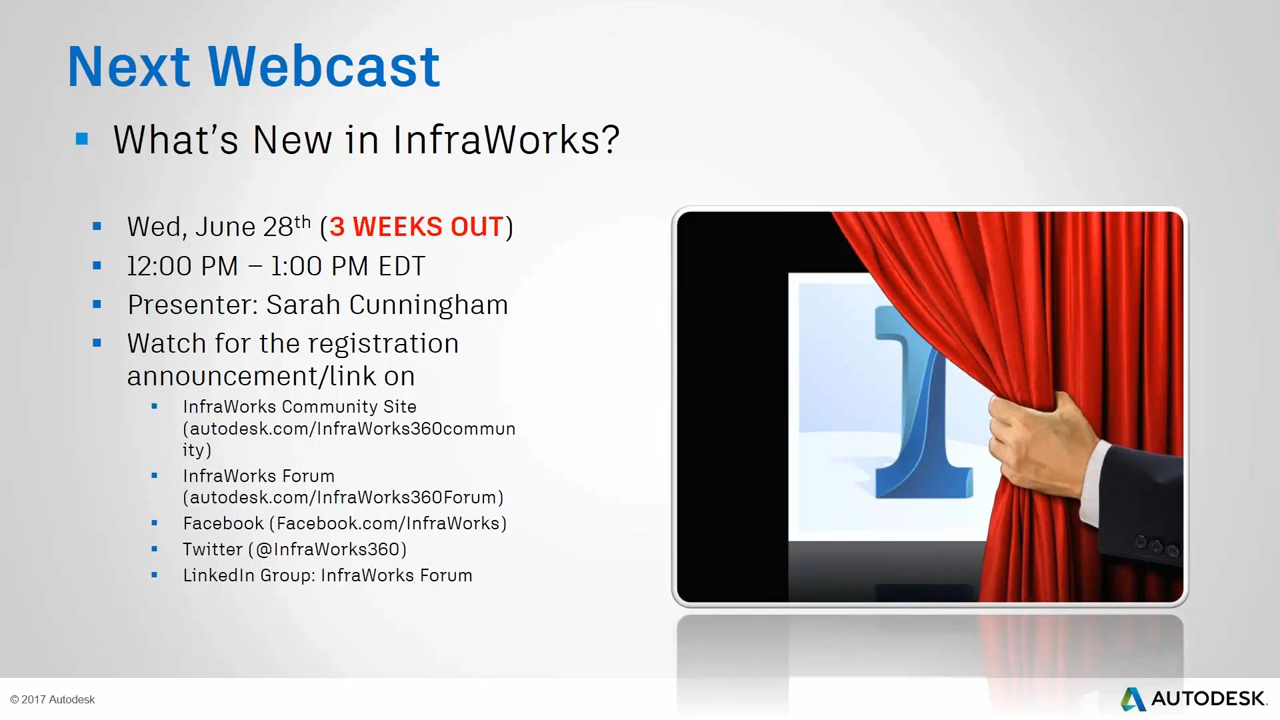 Next Webcast
What's New in InfraWorks?
Wed, June 28th (3 WEEKS OUT)
12:00 PM – 1:00 PM EDT
Presenter: Sarah Cunningham
Watch for the registration
announcement/link on
InfraWorks Community Site
(autodesk.com/InfraWorks360commun
ity)
InfraWorks Forum
(autodesk.com/InfraWorks360Forum)
Facebook (Facebook.com/InfraWorks)
Twitter (@InfraWorks360)
LinkedIn Group: InfraWorks Forum
I
© 2017 Autodesk
AUTODESK.